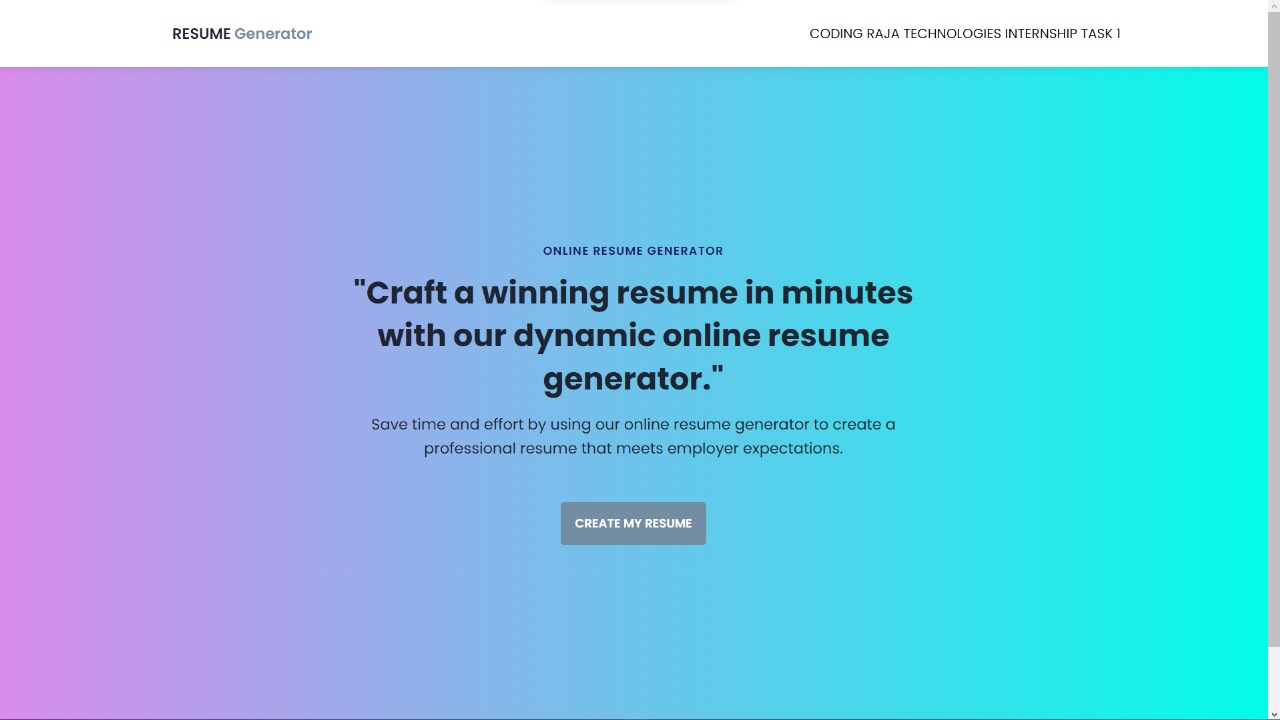 RESUME Generator
CODING RAJA TECHNOLOGIES INTERNSHIP TASK 1
ONLINE RESUME GENERATOR
"Craft a winning resume in minutes
with our dynamic online resume
generator."
Save time and effort by using our online resume generator to create a
professional resume that meets employer expectations.
CREATE MY RESUME